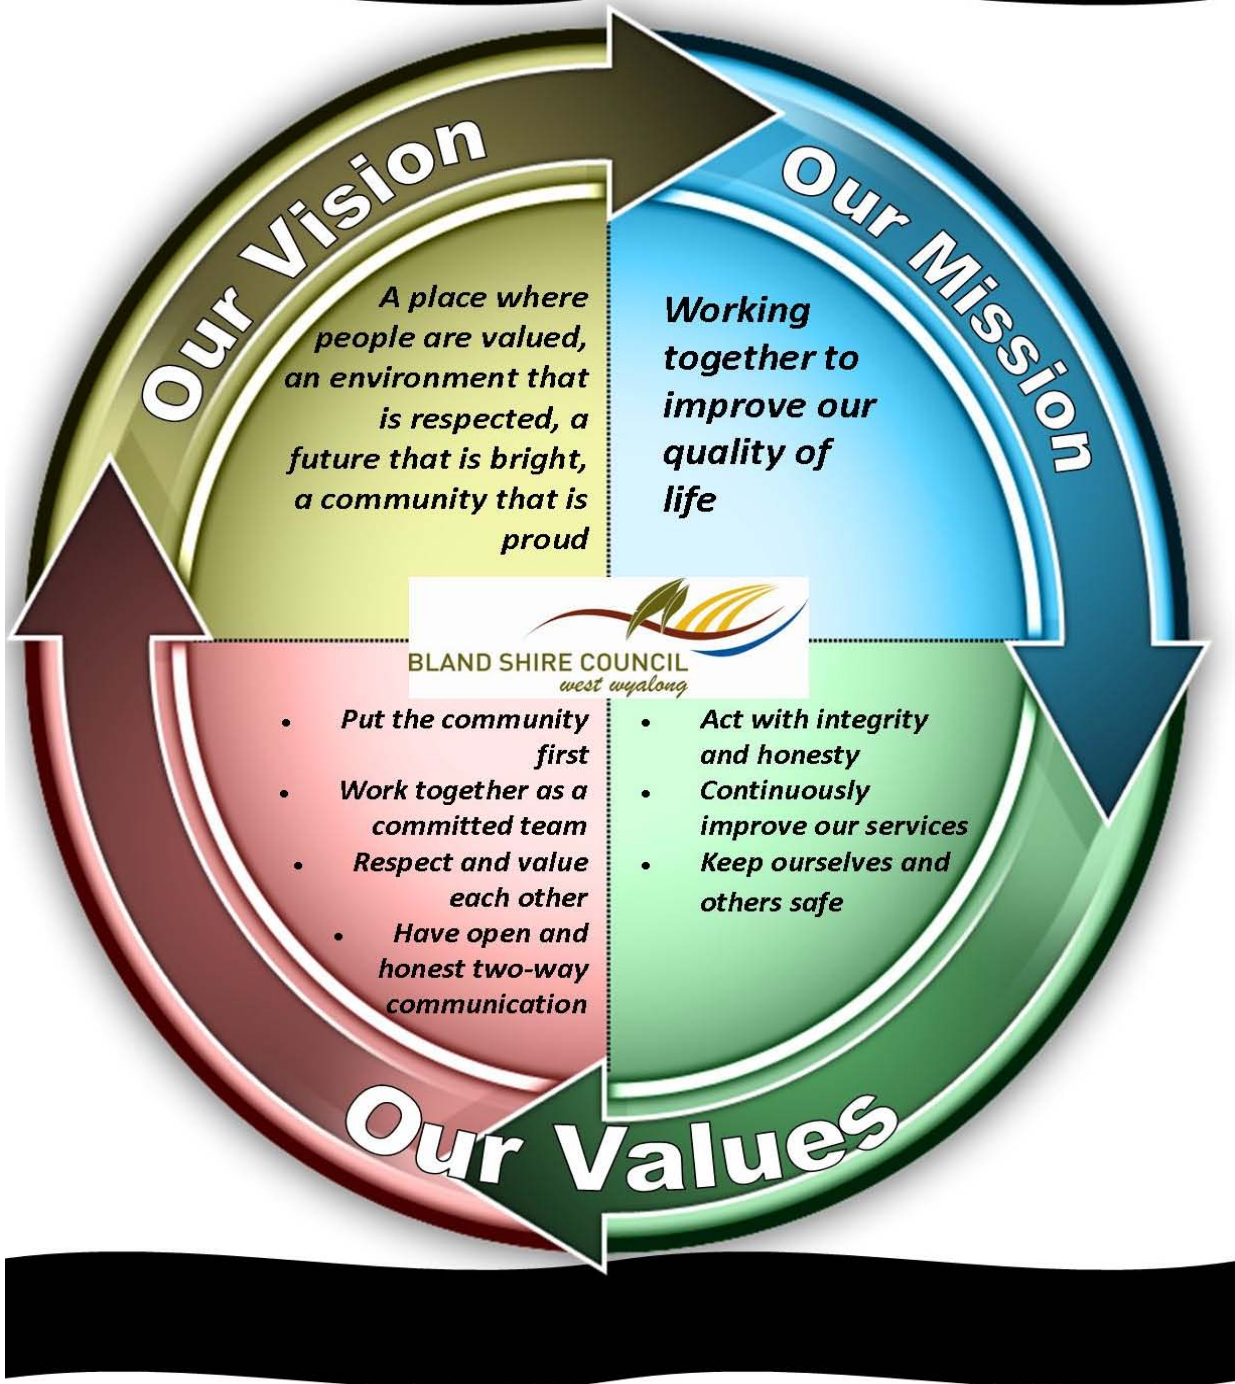 Our Vision
A place where
people are valued,
an environment that
is respected, a
future that is bright,
a community that is
proud
Our Mission
Working
together to
improve our
quality of
life
BLAND SHIRE COUNCIL
west wyalong
• Put the community
first
• Work together as a
committed team
• Respect and value
each other
• Have open and
honest two-way
communication
• Act with integrity
and honesty
• Continuously
improve our services
• Keep ourselves and
others safe
Our Values